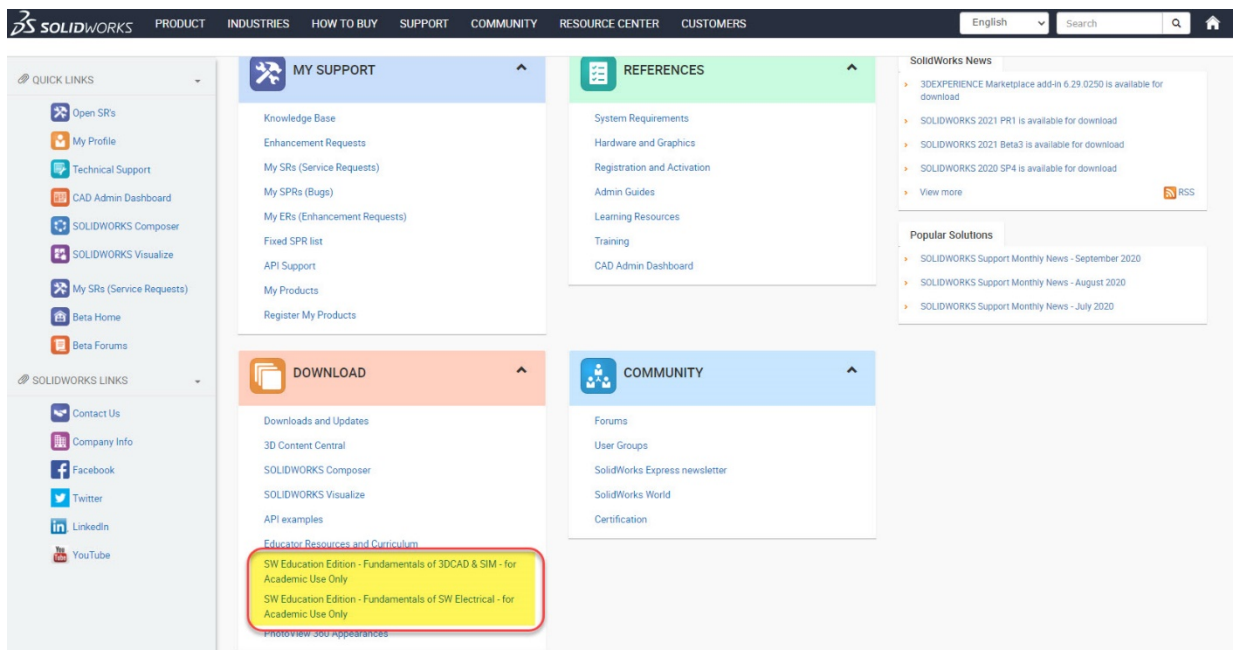 SOLIDWORKS PRODUCT INDUSTRIES HOW TO BUY SUPPORT COMMUNITY RESOURCE CENTER CUSTOMERS English Search
QUICK LINKS
Open SR's
My Profile
Technical Support
CAD Admin Dashboard
SOLIDWORKS Composer
SOLIDWORKS Visualize
My SRs (Service Requests)
Beta Home
Beta Forums
SOLIDWORKS LINKS
Contact Us
Company Info
Facebook
Twitter
LinkedIn
YouTube
MY SUPPORT
Knowledge Base
Enhancement Requests
My SRs (Service Requests)
My SPRs (Bugs)
My ERs (Enhancement Requests)
Fixed SPR list
API Support
My Products
Register My Products
REFERENCES
System Requirements
Hardware and Graphics
Registration and Activation
Admin Guides
Learning Resources
Training
CAD Admin Dashboard
DOWNLOAD
Downloads and Updates
3D Content Central
SOLIDWORKS Composer
SOLIDWORKS Visualize
API examples
Educator Resources and Curriculum
SW Education Edition - Fundamentals of 3DCAD & SIM - for
Academic Use Only
SW Education Edition - Fundamentals of SW Electrical - for
Academic Use Only
PhotoView 360 Appearances
COMMUNITY
Forums
User Groups
SolidWorks Express newsletter
SolidWorks World
Certification
SolidWorks News
3DEXPERIENCE Marketplace add-in 6.29.0250 is available for
download
SOLIDWORKS 2021 PR1 is available for download
SOLIDWORKS 2021 Beta3 is available for download
SOLIDWORKS 2020 SP4 is available for download
View more RSS
Popular Solutions
SOLIDWORKS Support Monthly News - September 2020
SOLIDWORKS Support Monthly News - August 2020
SOLIDWORKS Support Monthly News - July 2020